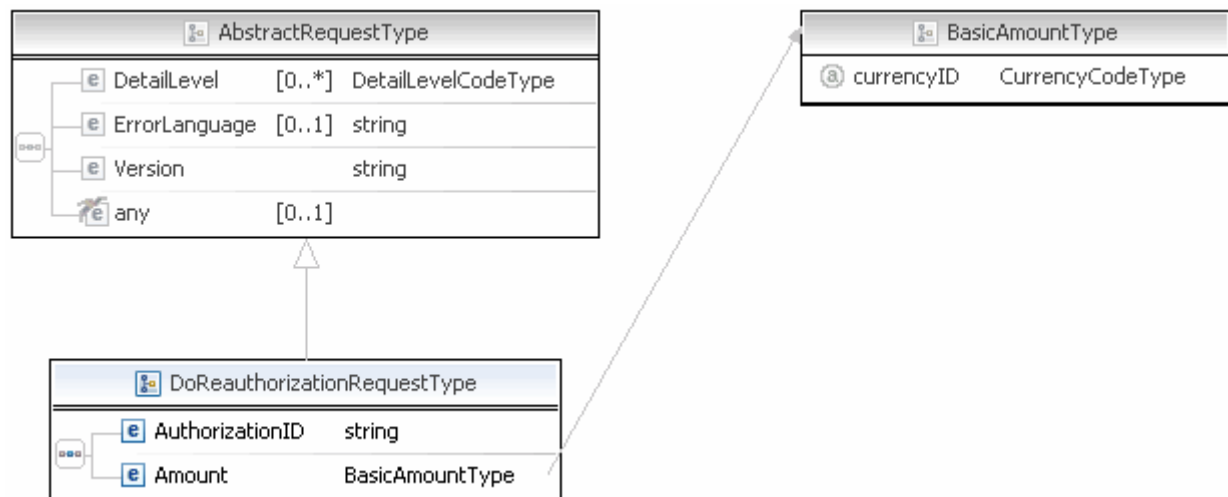 AbstractRequestType
e DetailLevel [0..*] DetailLevelCodeType
e ErrorLanguage [0..1] string
e Version string
e any [0..1]
BasicAmountType
a currencyID CurrencyCodeType
DoReauthorizationRequestType
e AuthorizationID string
e Amount BasicAmountType